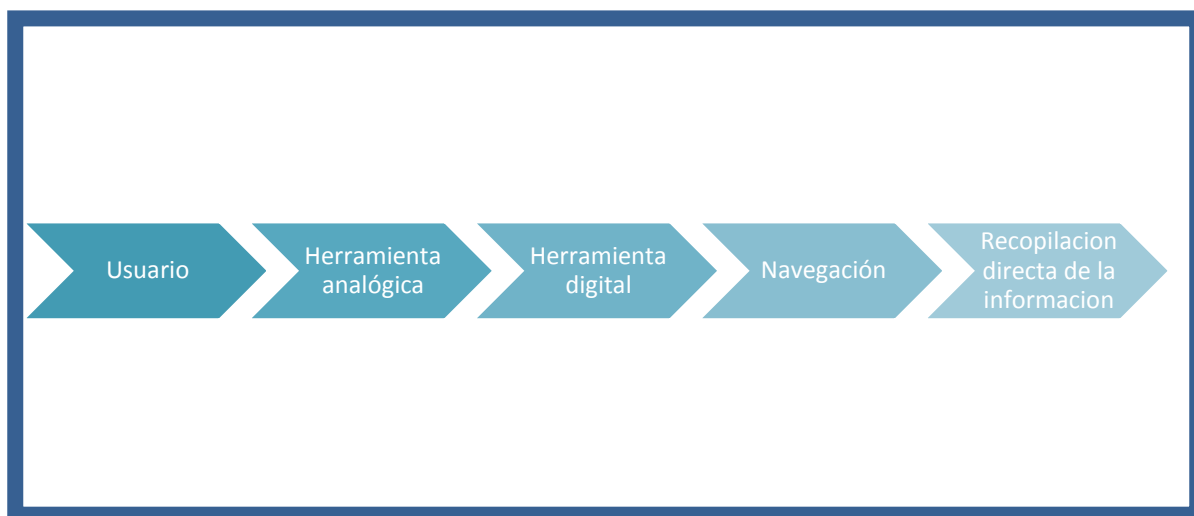 Usuario
Herramienta
analógica
Herramienta
digital
Navegación
Recopilacion
directa de la
informacion